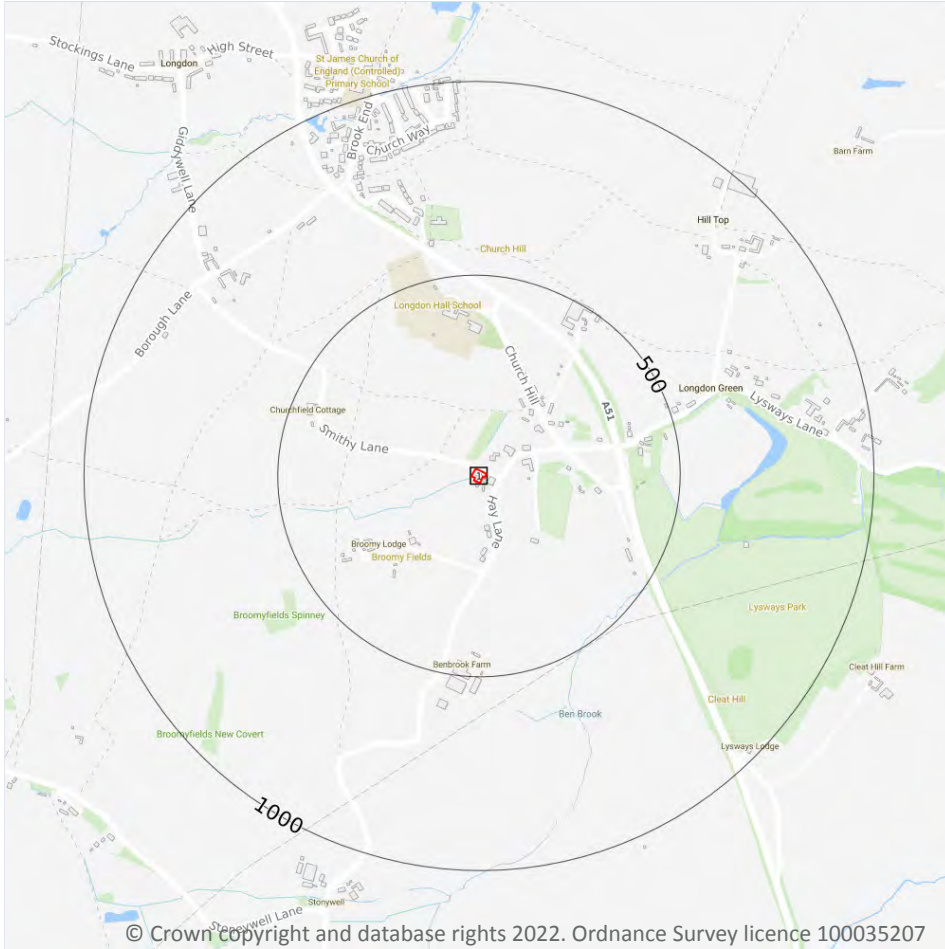 Stockings Lane
High Street
Longdon
St James Church of
England (Controlled)
Primary School
Brook End
Church Way
Giddywell Lane
Barn Farm
Hill Top
Church Hill
Borough Lane
Longdon Hall School
Church Hill
500
A51
Longdon Green
Lysways Lane
Churchfield Cottage
Smithy Lane
Hay Lane
Broomy Lodge
Broomy Fields
Broomyfields Spinney
Lysways Park
Benbrook Farm
Cleat Hill Farm
Cleat Hill
Ben Brook
Broomyfields New Covert
Lysways Lodge
1000
Stonywell
Stoneywell Lane
© Crown copyright and database rights 2022. Ordnance Survey licence 100035207